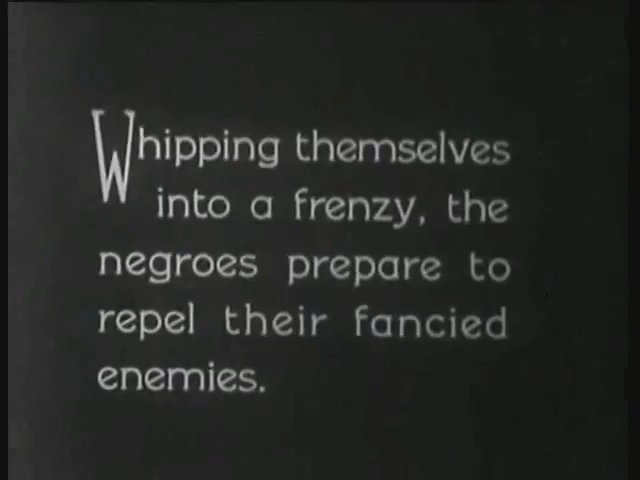 Whipping themselves
into a frenzy, the
negroes prepare to
repel their fancied
enemies.